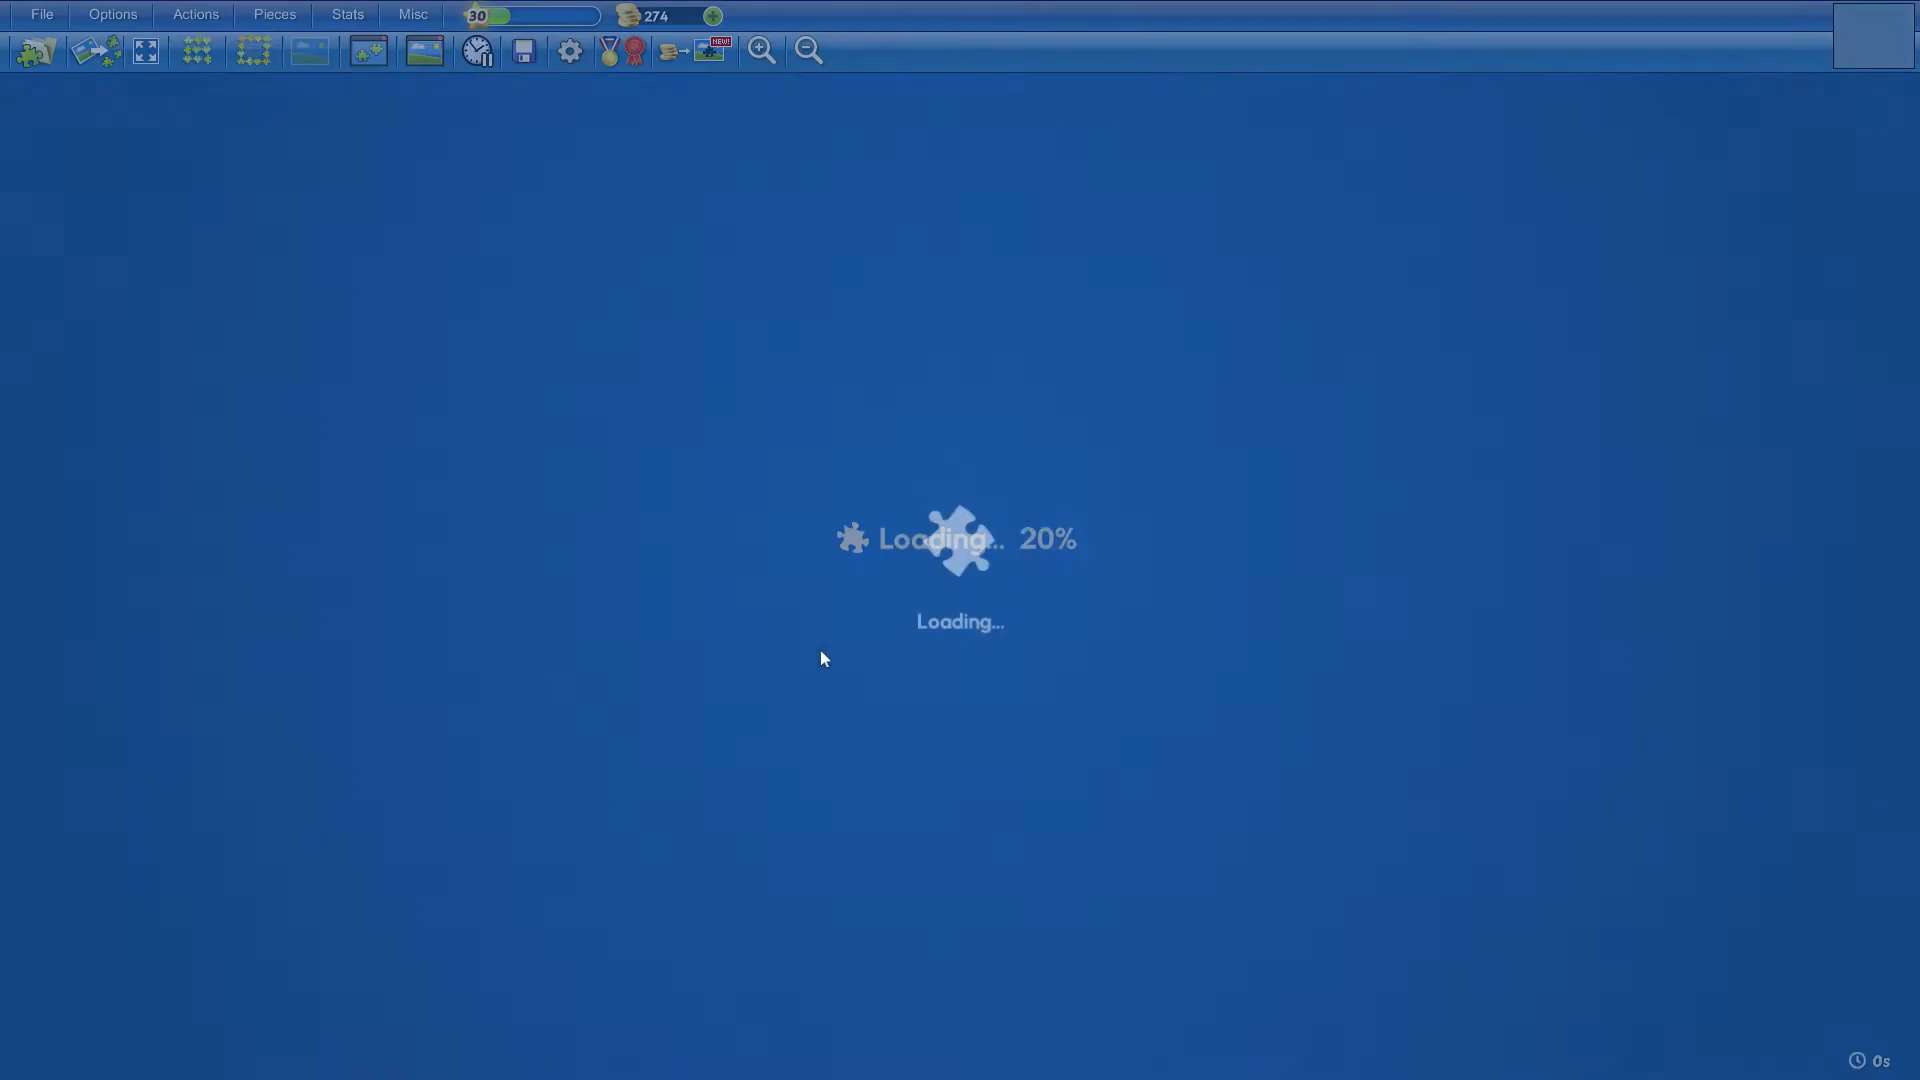 File Options Actions Pieces Stats Misc 30 274
NEW!
Loading... 20%
Loading...
0s